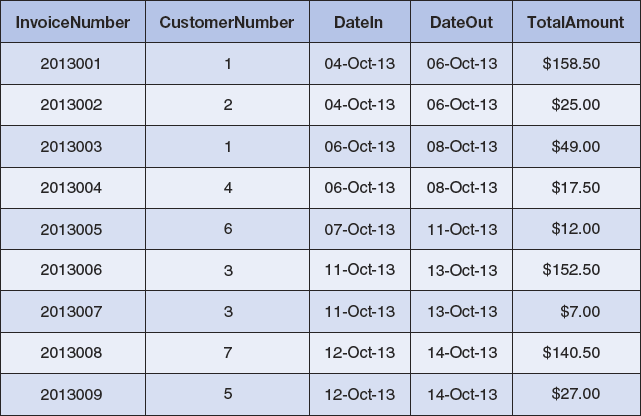 InvoiceNumber CustomerNumber DateIn DateOut TotalAmount
2013001 1 04-Oct-13 06-Oct-13 $158.50
2013002 2 04-Oct-13 06-Oct-13 $25.00
2013003 1 06-Oct-13 08-Oct-13 $49.00
2013004 4 06-Oct-13 08-Oct-13 $17.50
2013005 6 07-Oct-13 11-Oct-13 $12.00
2013006 3 11-Oct-13 13-Oct-13 $152.50
2013007 3 11-Oct-13 13-Oct-13 $7.00
2013008 7 12-Oct-13 14-Oct-13 $140.50
2013009 5 12-Oct-13 14-Oct-13 $27.00